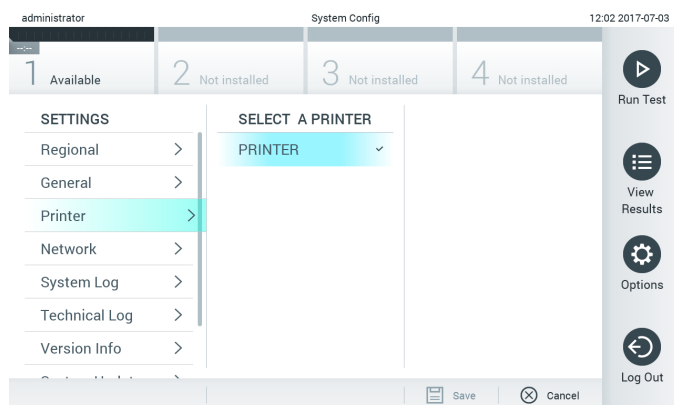 administrator
System Config
12:02 2017-07-03
--:--
1 Available
2 Not installed
3 Not installed
4 Not installed
Run Test
View
Results
Options
Log Out
SETTINGS
Regional
General
Printer
Network
System Log
Technical Log
Version Info
SELECT A PRINTER
PRINTER
Save
Cancel